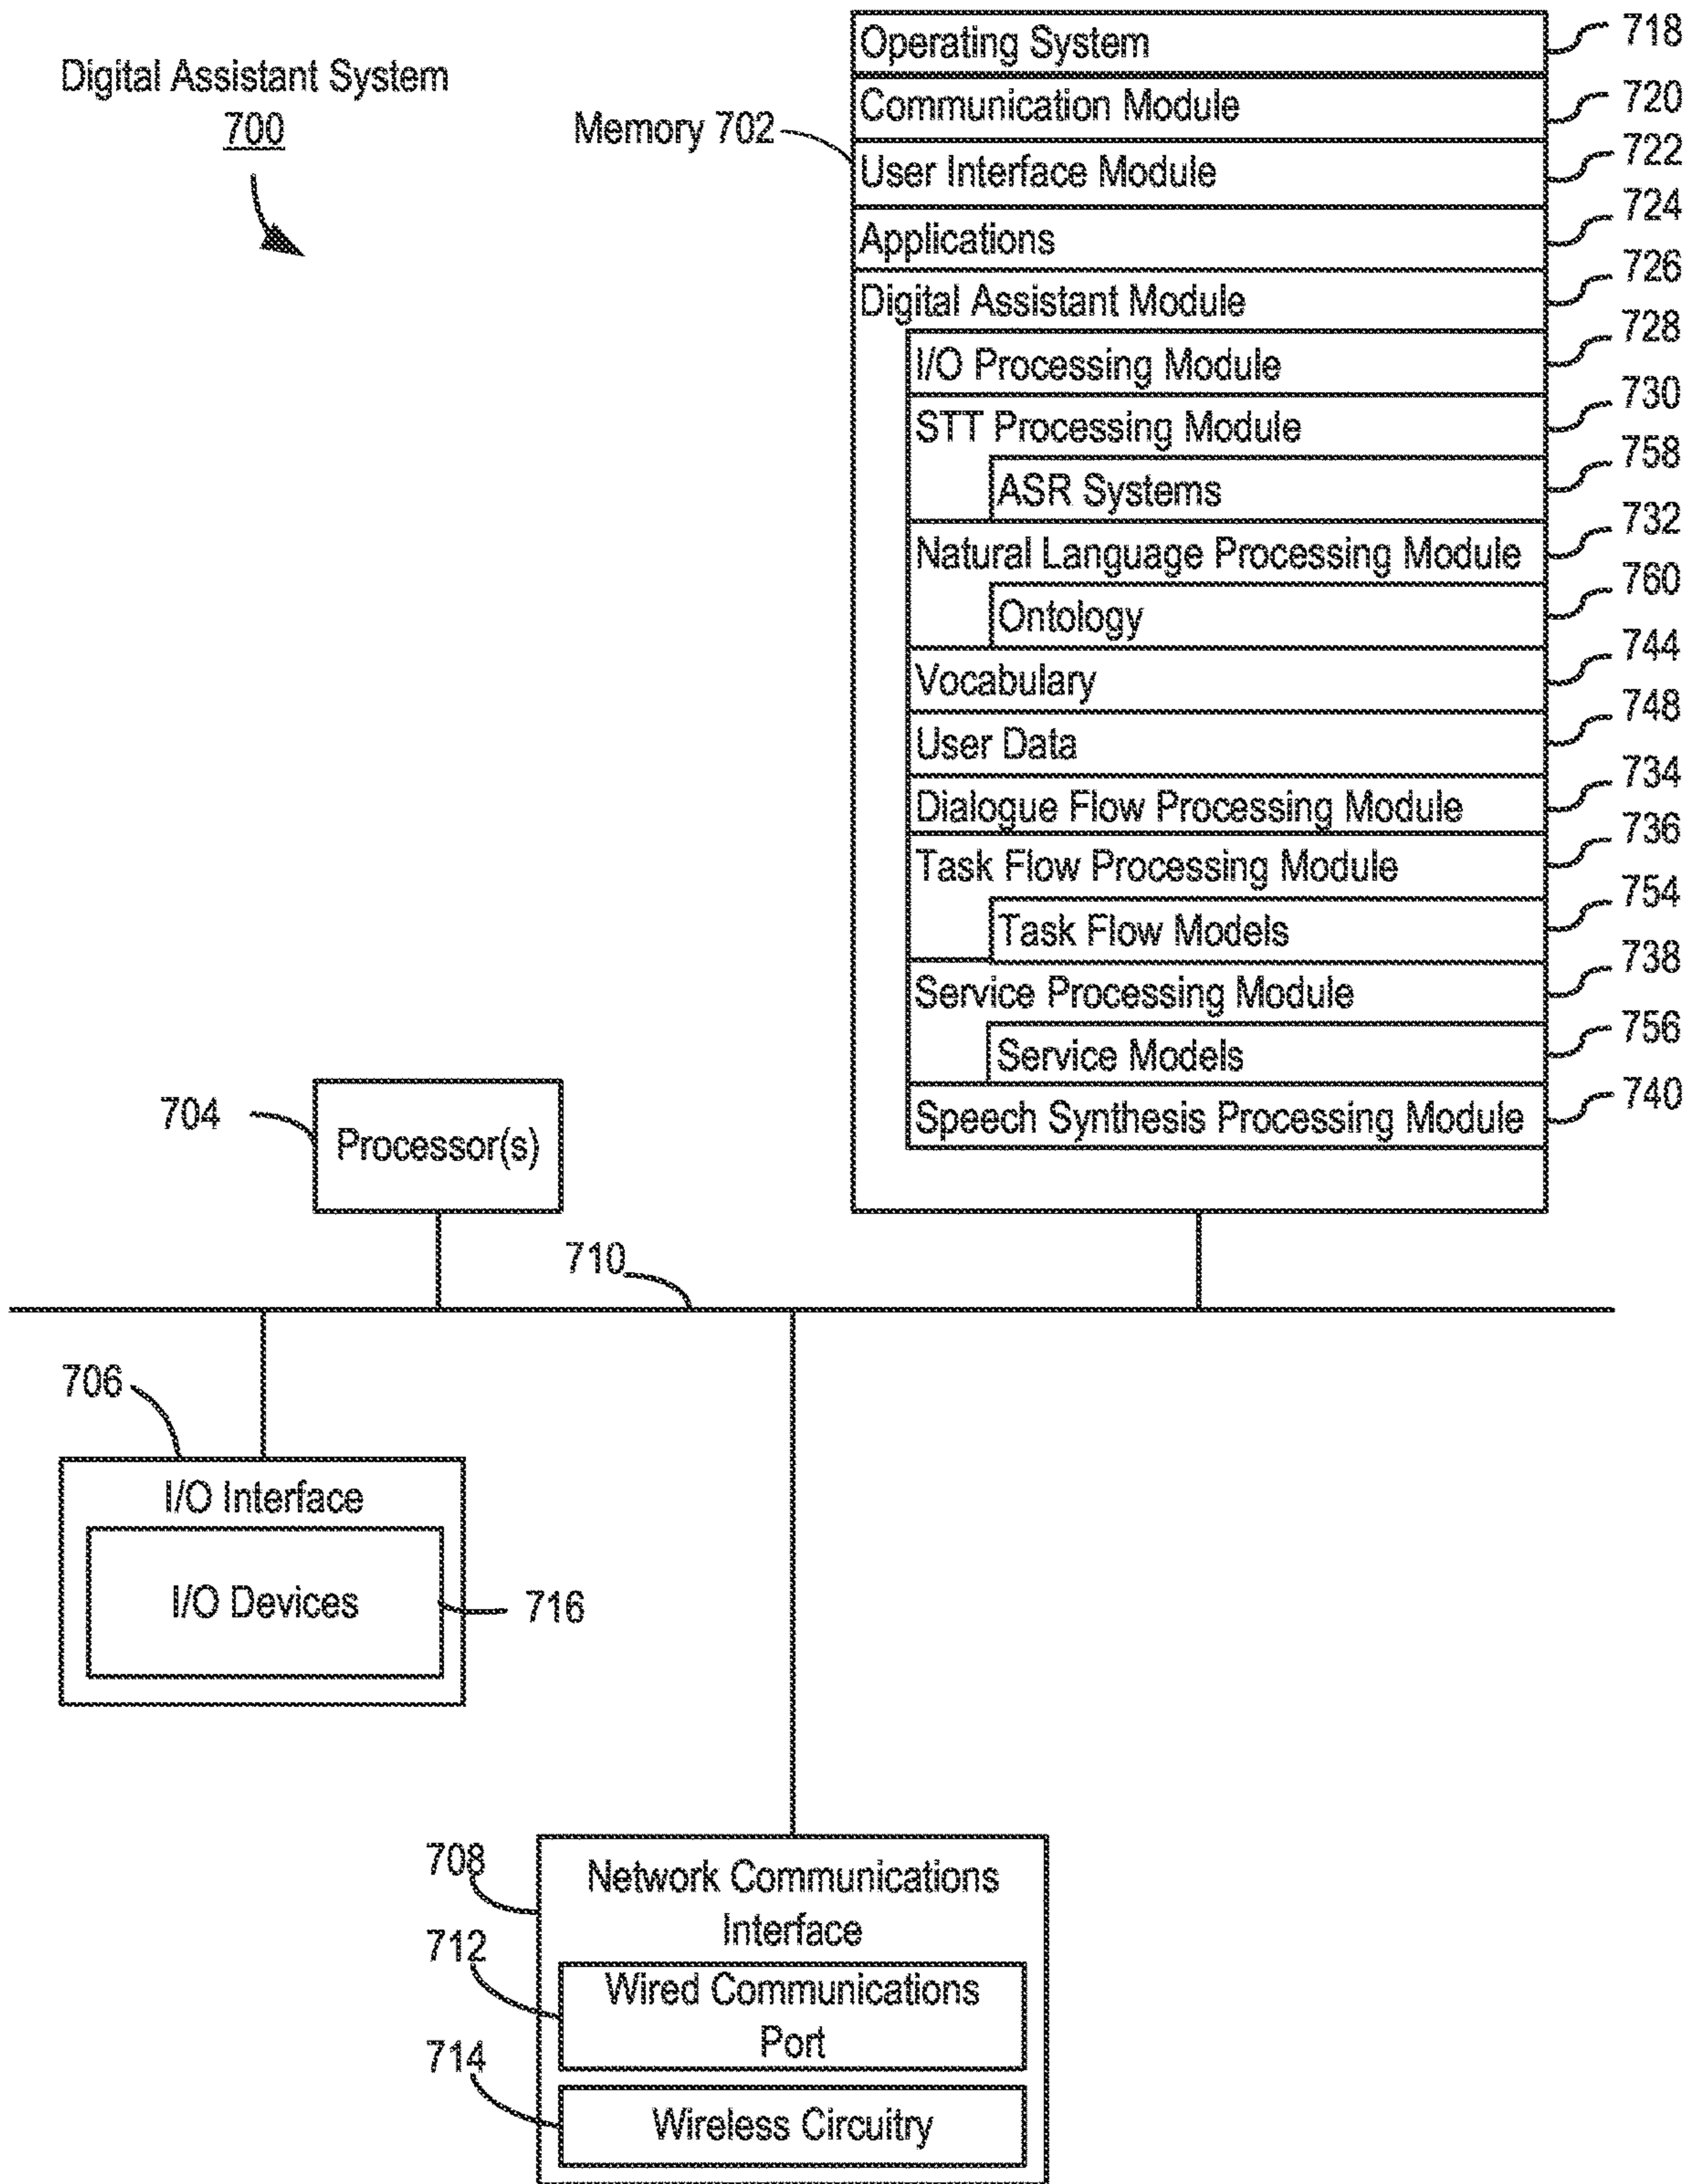 Digital Assistant System
700
Memory 702
Operating System 718
Communication Module 720
User Interface Module 722
Applications 724
Digital Assistant Module 726
I/O Processing Module 728
STT Processing Module 730
ASR Systems 758
Natural Language Processing Module 732
Ontology 760
Vocabulary 744
User Data 748
Dialogue Flow Processing Module 734
Task Flow Processing Module 736
Task Flow Models 754
Service Processing Module 738
Service Models 756
Speech Synthesis Processing Module 740
704
Processor(s)
710
706
I/O Interface
I/O Devices
716
708
Network Communications
Interface
712
Wired Communications
Port
714
Wireless Circuitry